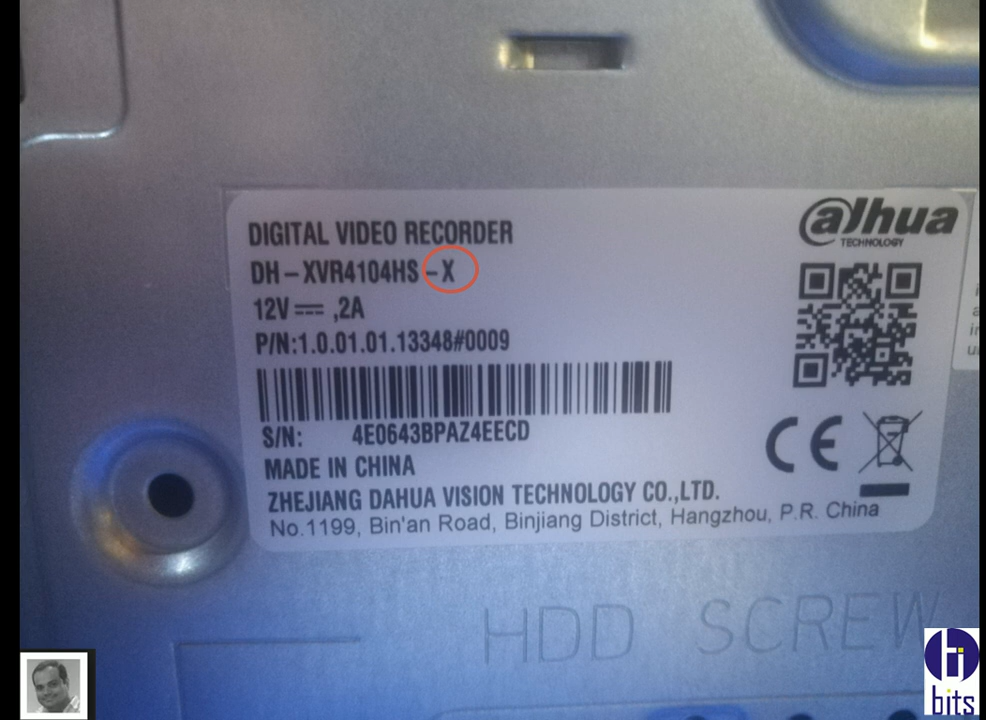 DIGITAL VIDEO RECORDER
DH-XVR4104HS-X
12V ⎓ ,2A
P/N:1.0.01.01.13348#0009
S/N: 4E0643BPAZ4EECD
MADE IN CHINA
ZHEJIANG DAHUA VISION TECHNOLOGY CO.,LTD.
No.1199, Bin'an Road, Binjiang District, Hangzhou, P.R. China
alhua
TECHNOLOGY
CE
HDD SCREW
bits